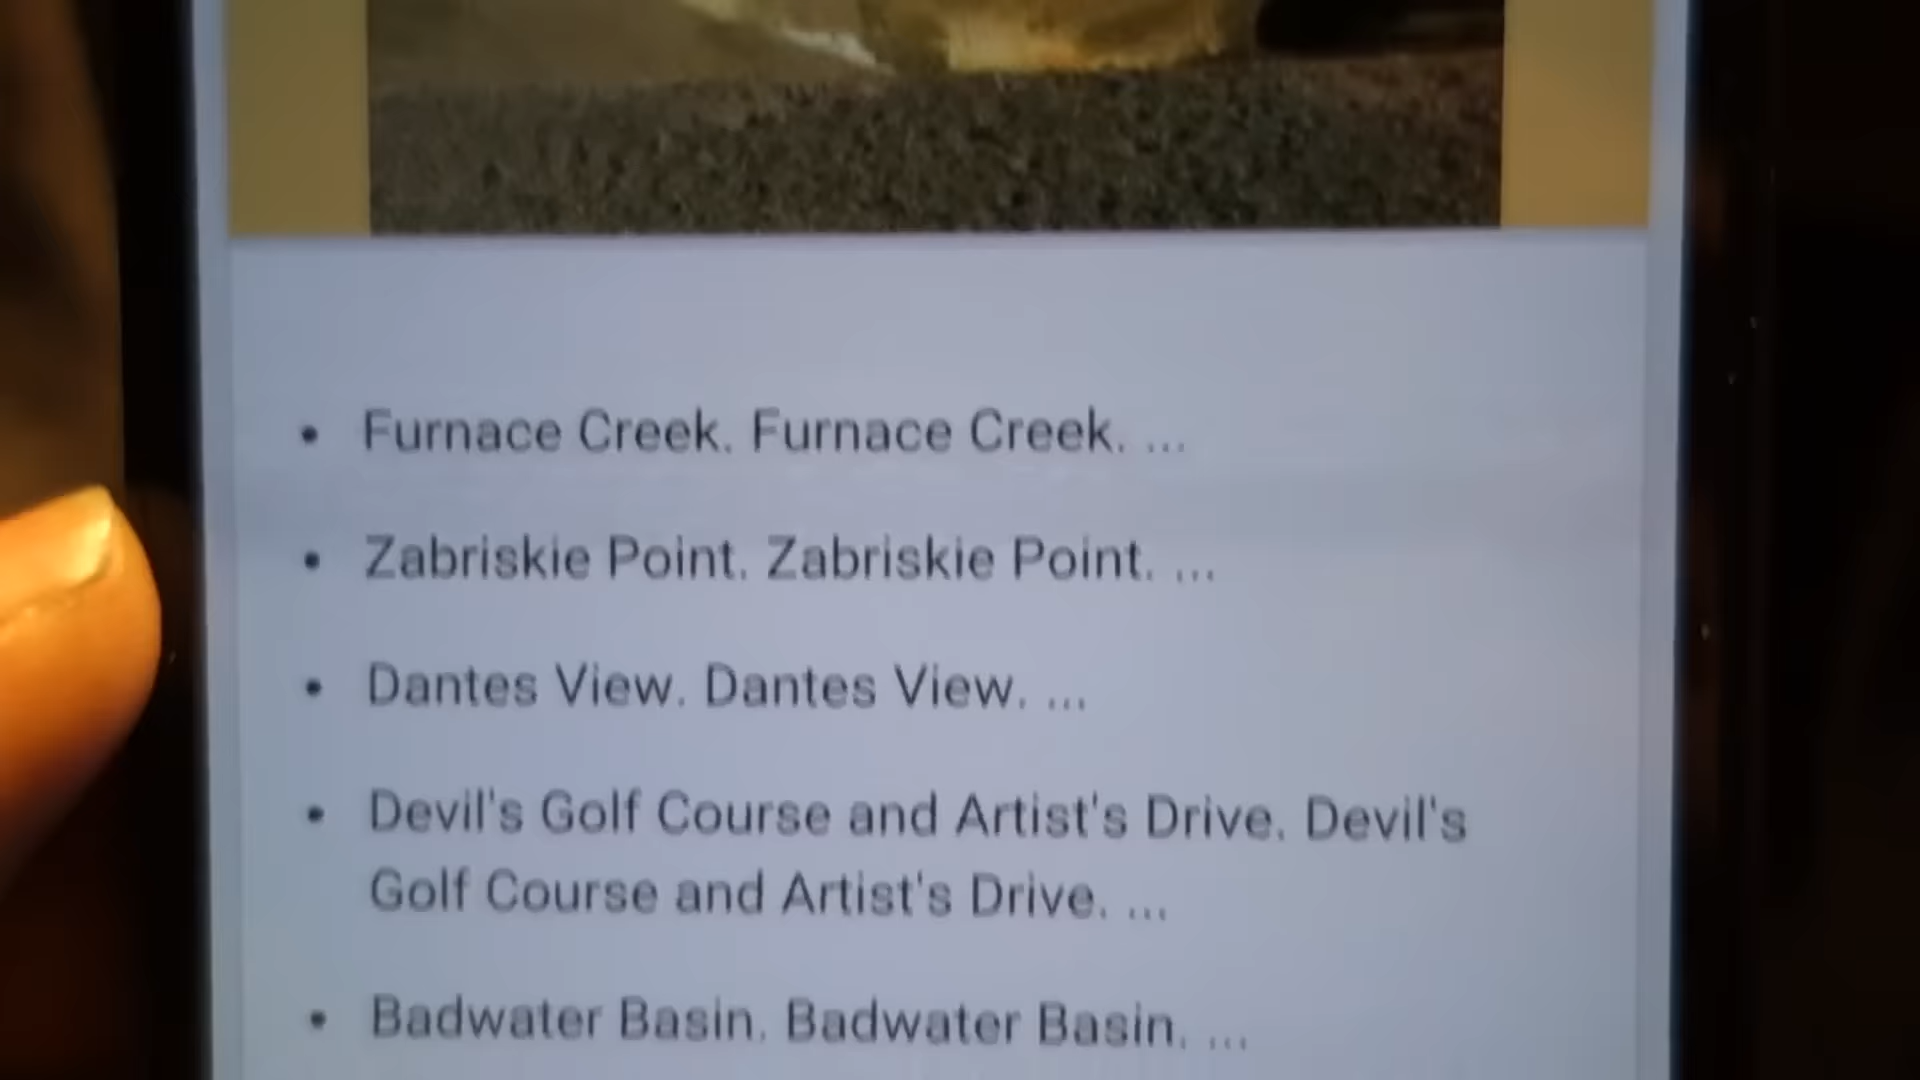 • Furnace Creek. Furnace Creek. ...
• Zabriskie Point. Zabriskie Point. ...
• Dantes View. Dantes View. ...
• Devil's Golf Course and Artist's Drive. Devil's
Golf Course and Artist's Drive. ...
• Badwater Basin. Badwater Basin. ...